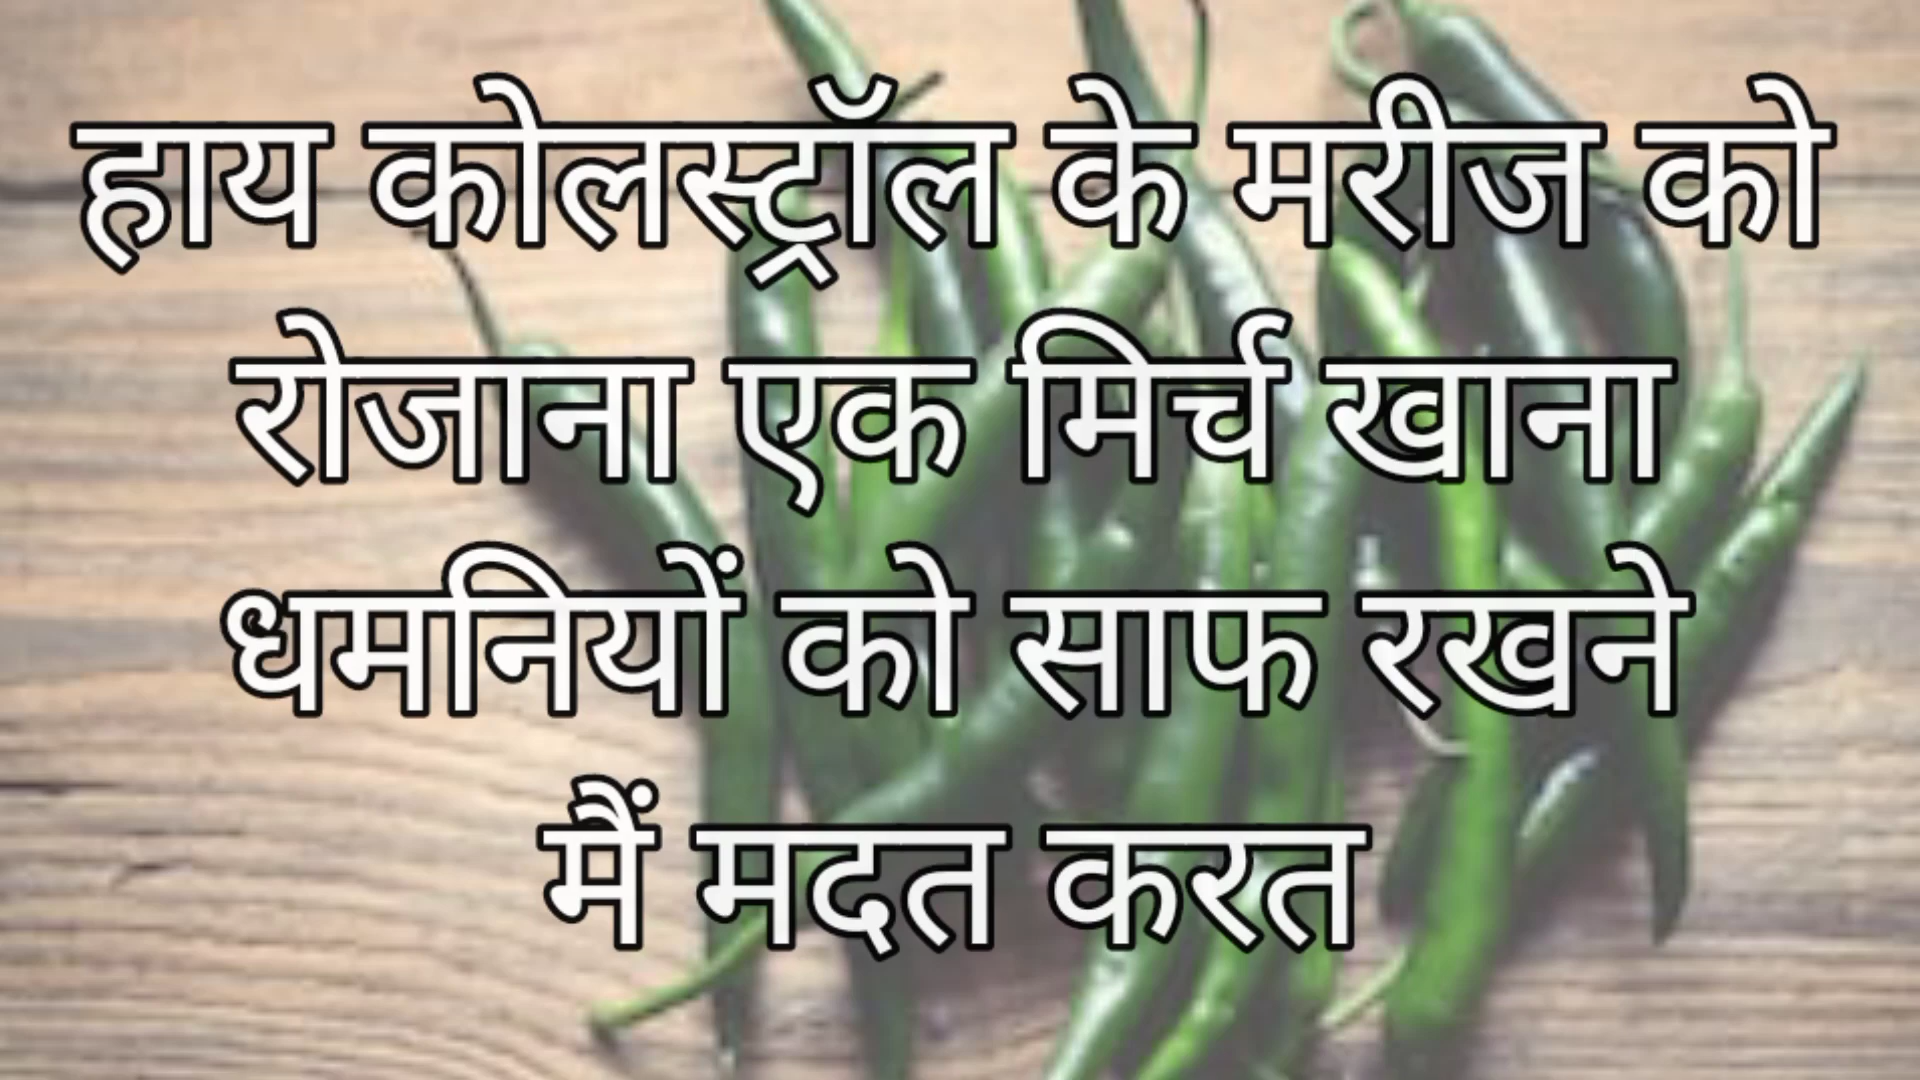 हाय कोलस्ट्रॉल के मरीज को
रोजाना एक मिर्च खाना
धमनियों को साफ रखने
मैं मदत करत